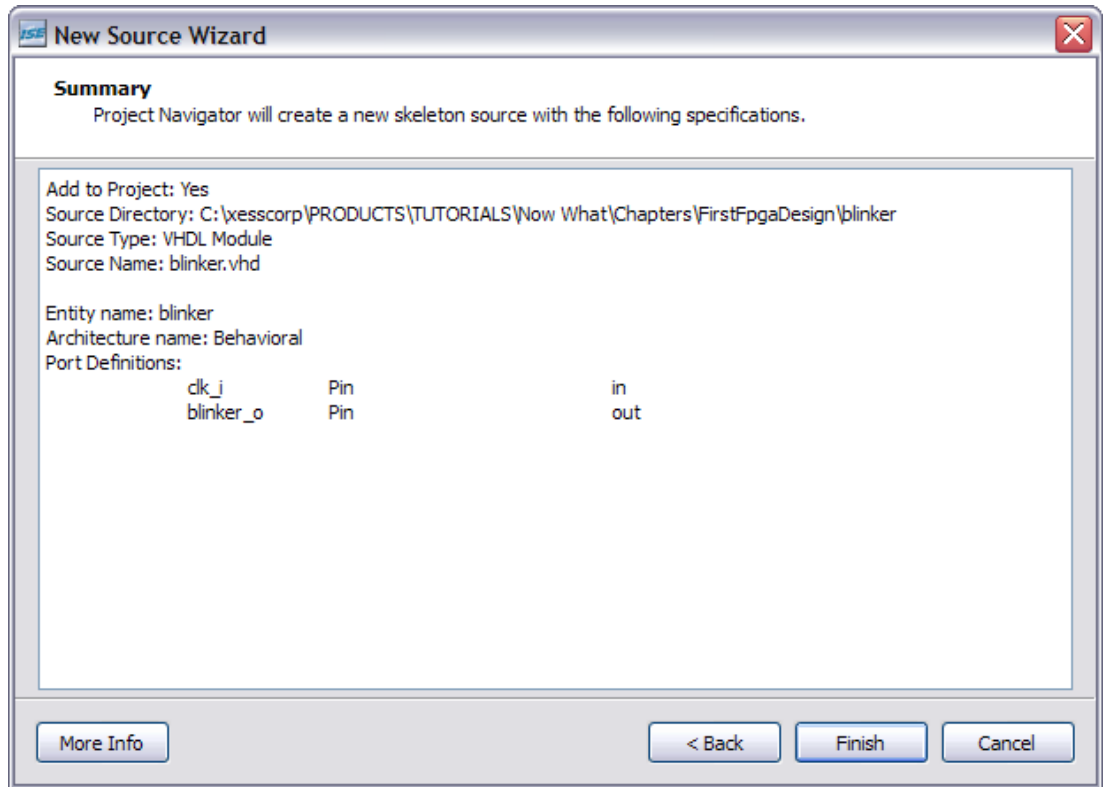 ISE New Source Wizard
Summary
Project Navigator will create a new skeleton source with the following specifications.
Add to Project: Yes
Source Directory: C:\xesscorp\PRODUCTS\TUTORIALS\Now What\Chapters\FirstFpgaDesign\blinker
Source Type: VHDL Module
Source Name: blinker.vhd
Entity name: blinker
Architecture name: Behavioral
Port Definitions:
clk_i Pin in
blinker_o Pin out
More Info < Back Finish Cancel